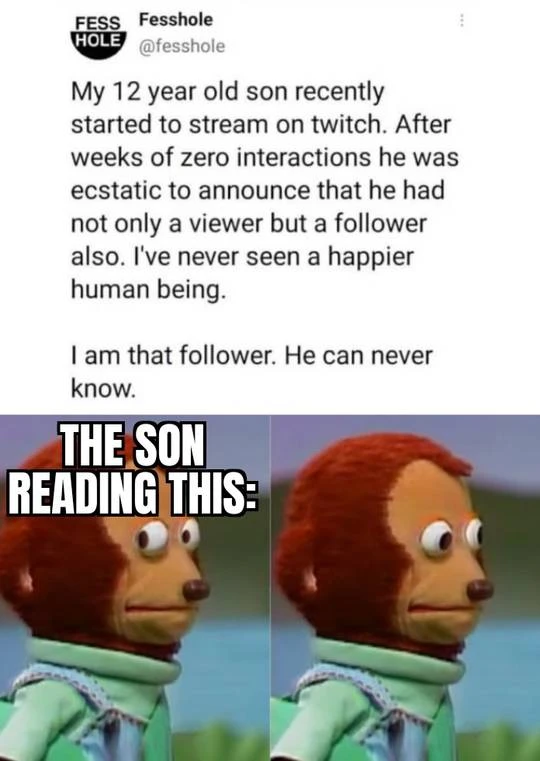 FESS
HOLE
Fesshole
@fesshole
My 12 year old son recently
started to stream on twitch. After
weeks of zero interactions he was
ecstatic to announce that he had
not only a viewer but a follower
also. I've never seen a happier
human being.
I am that follower. He can never
know.
THE SON
READING THIS: